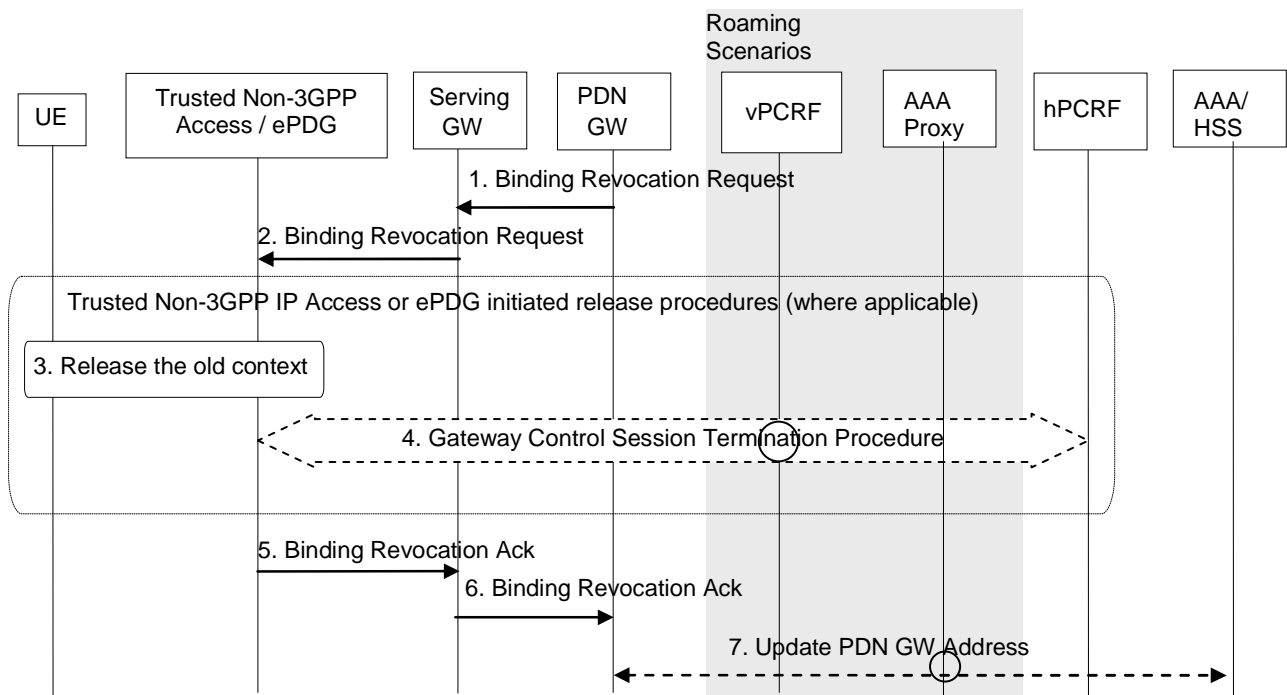 Roaming
Scenarios
UE
Trusted Non-3GPP
Access / ePDG
Serving
GW
PDN
GW
vPCRF
AAA
Proxy
hPCRF
AAA/
HSS
1. Binding Revocation Request
2. Binding Revocation Request
Trusted Non-3GPP IP Access or ePDG initiated release procedures (where applicable)
3. Release the old context
4. Gateway Control Session Termination Procedure
5. Binding Revocation Ack
6. Binding Revocation Ack
7. Update PDN GW Address